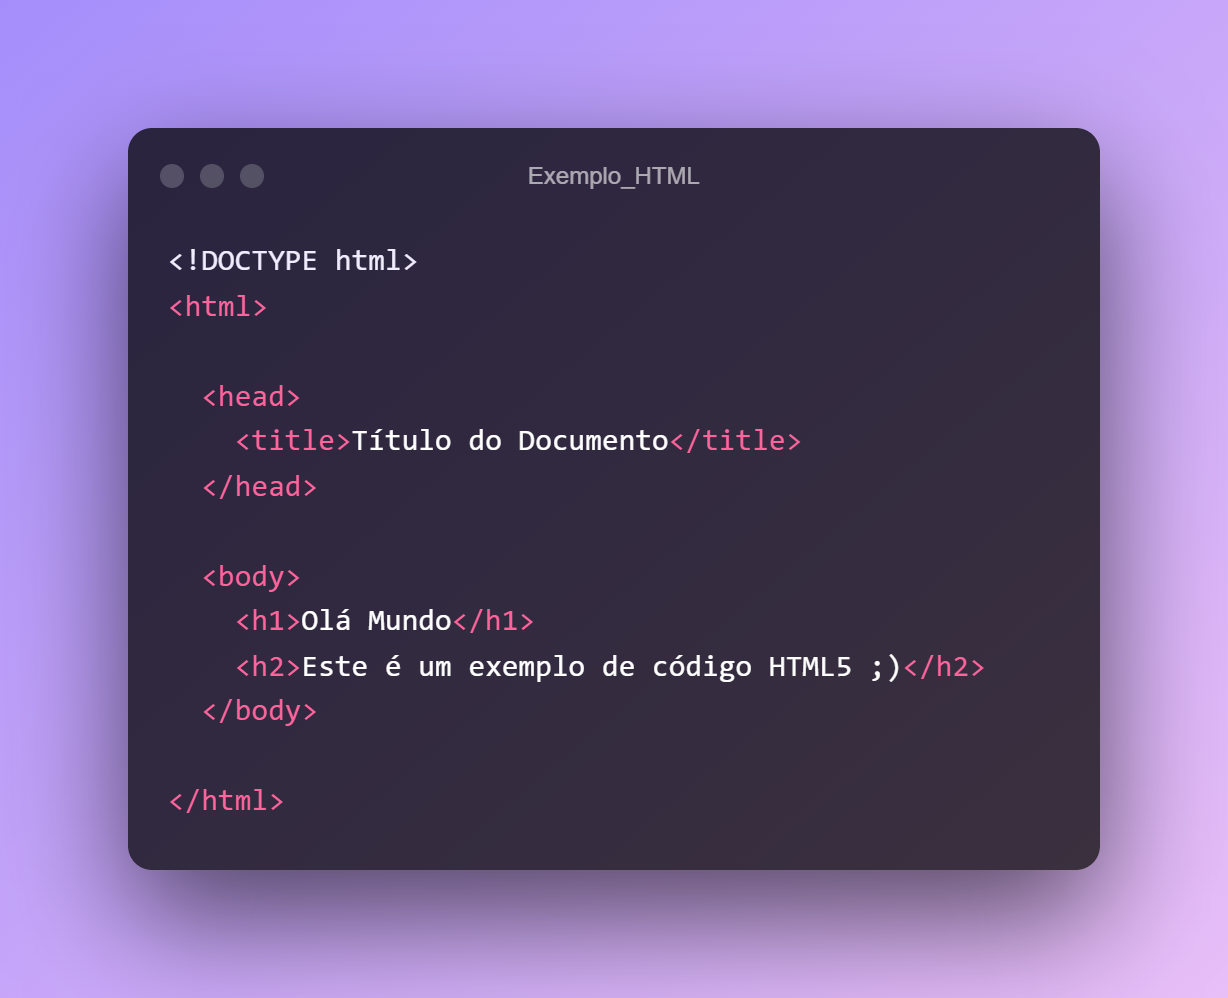 Exemplo_HTML
<!DOCTYPE html>
<html>
<head>
<title>Título do Documento</title>
</head>
<body>
<h1>Olá Mundo</h1>
<h2>Este é um exemplo de código HTML5 ;)</h2>
</body>
</html>